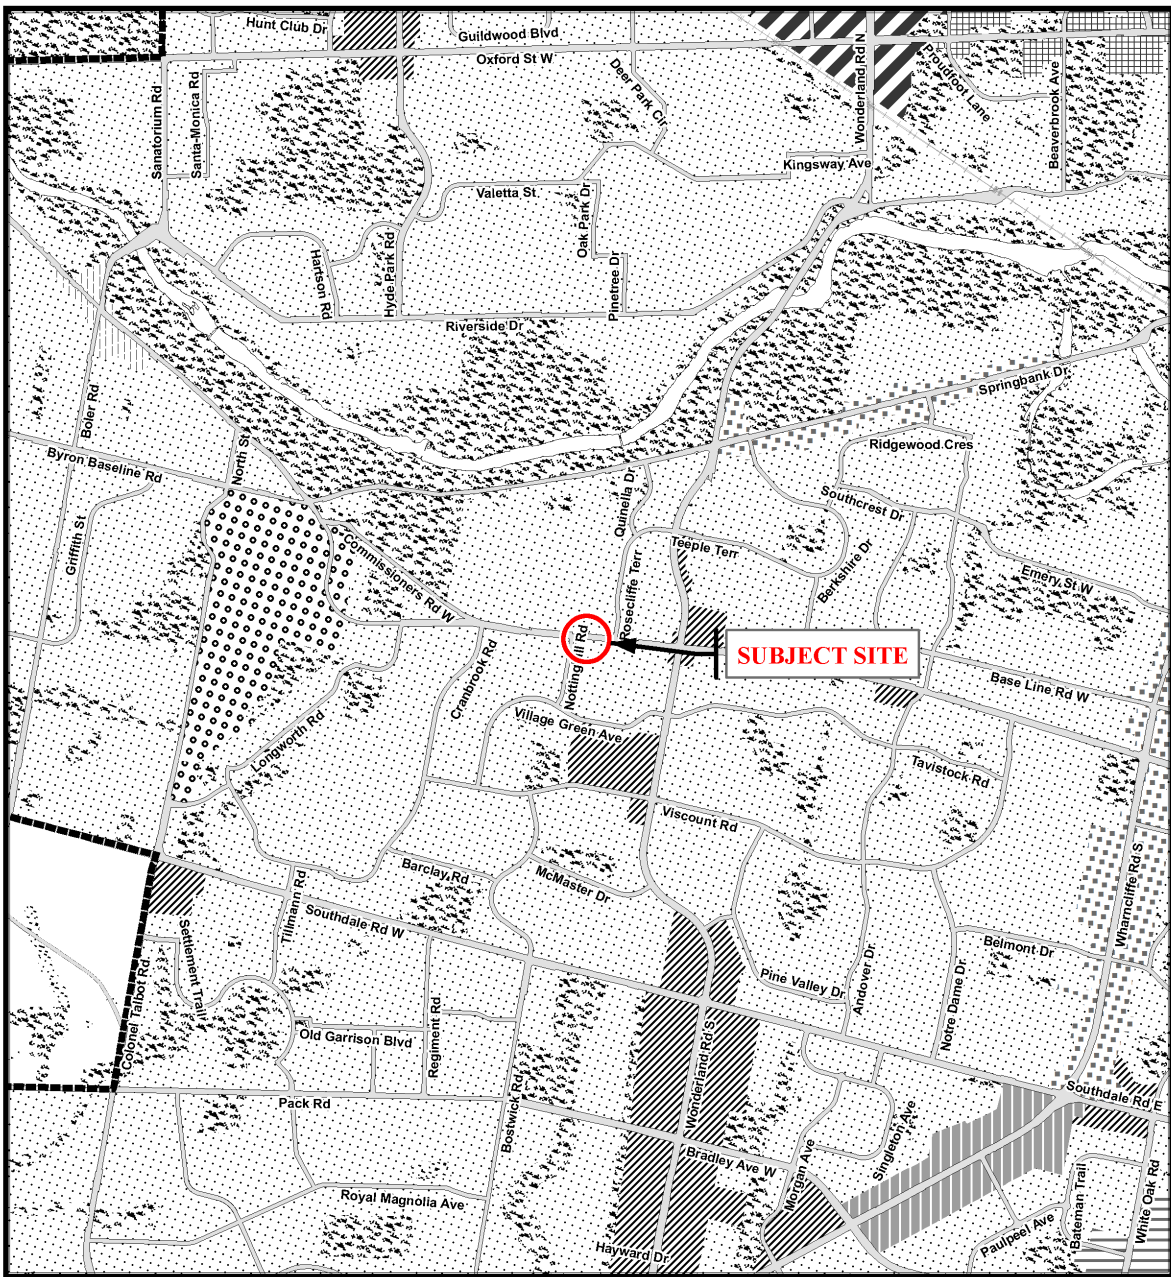 Hunt Club Dr
Guildwood Blvd
Oxford St W
Deer Park Cir
Wonderland Rd N
Proudfoot Lane
Beaverbrook Ave
Sanatorium Rd
Santa-Monica Rd
Kingsway Ave
Valetta St
Oak Park Dr
Hyde Park Rd
Harrison Rd
Pinetree Dr
Riverside Dr
Springbank Dr
Boler Rd
North St
Byron Baseline Rd
Ridgewood Cres
Southcrest Dr
Quinella Dr
Griffith St
Commissioners Rd W
Teeple Terr
Rosecliffe Terr
Berkshire Dr
Emery St W
SUBJECT SITE
Cranbrook Rd
Notting Hill Rd
Base Line Rd W
Village Green Ave
Longworth Rd
Tavistock Rd
Viscount Rd
Barclay Rd
McMaster Dr
Tillmann Rd
Southdale Rd W
Wharncliffe Rd S
Settlement Trail
Belmont Dr
Andover Dr
Pine Valley Dr
Notre Dame Dr
Colonel Talbot Rd
Regiment Rd
Old Garrison Blvd
Wonderland Rd S
Pack Rd
Bostwick Rd
Southdale Rd E
Singleton Ave
Bradley Ave W
Morgan Ave
Royal Magnolia Ave
Bateman Trail
White Oak Rd
Paulpeel Ave
Hayward Dr